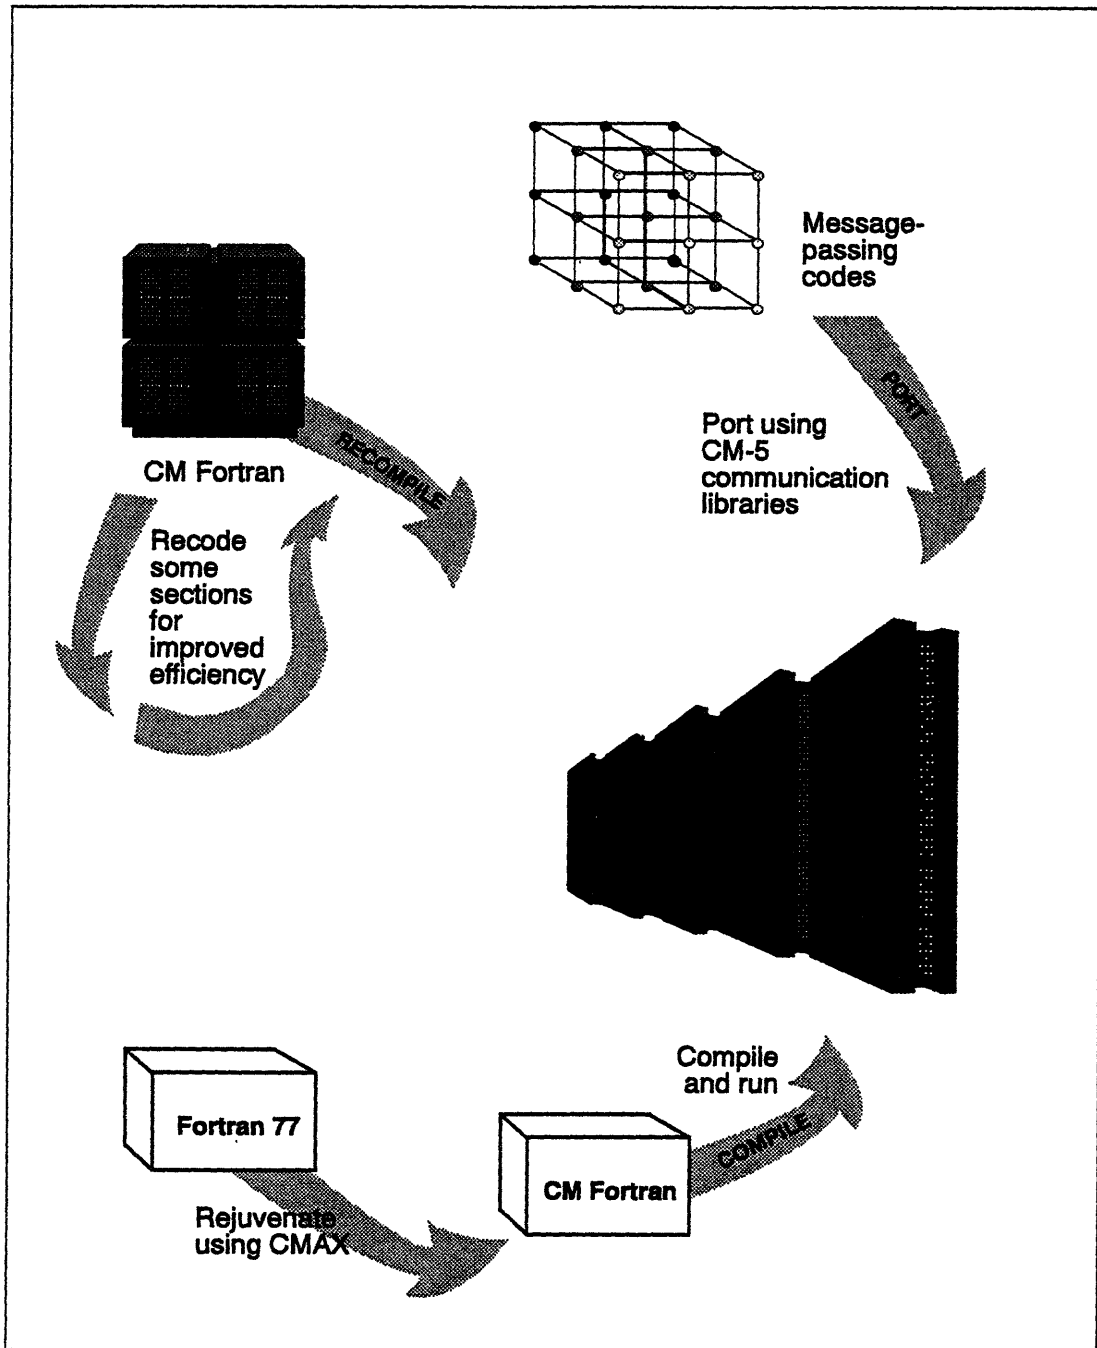 Message-
passing
codes
PORT
Port using
CM-5
communication
libraries
CM Fortran
RECOMPILE
Recode
some
sections
for
improved
efficiency
Compile
and run
COMPILE
Fortran 77
CM Fortran
Rejuvenate
using CMAX